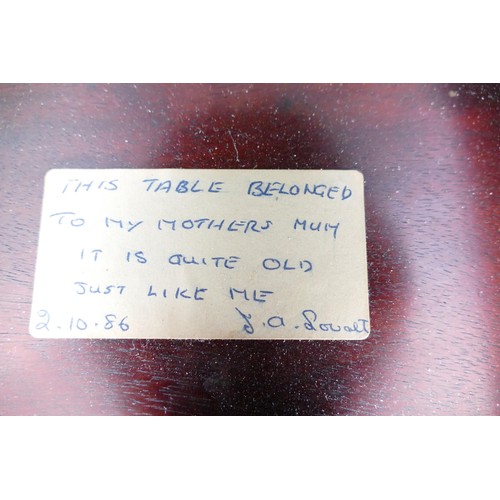 THIS TABLE BELONGED
TO MY MOTHERS MUM
IT IS QUITE OLD
JUST LIKE ME
2.10.86 J.A.